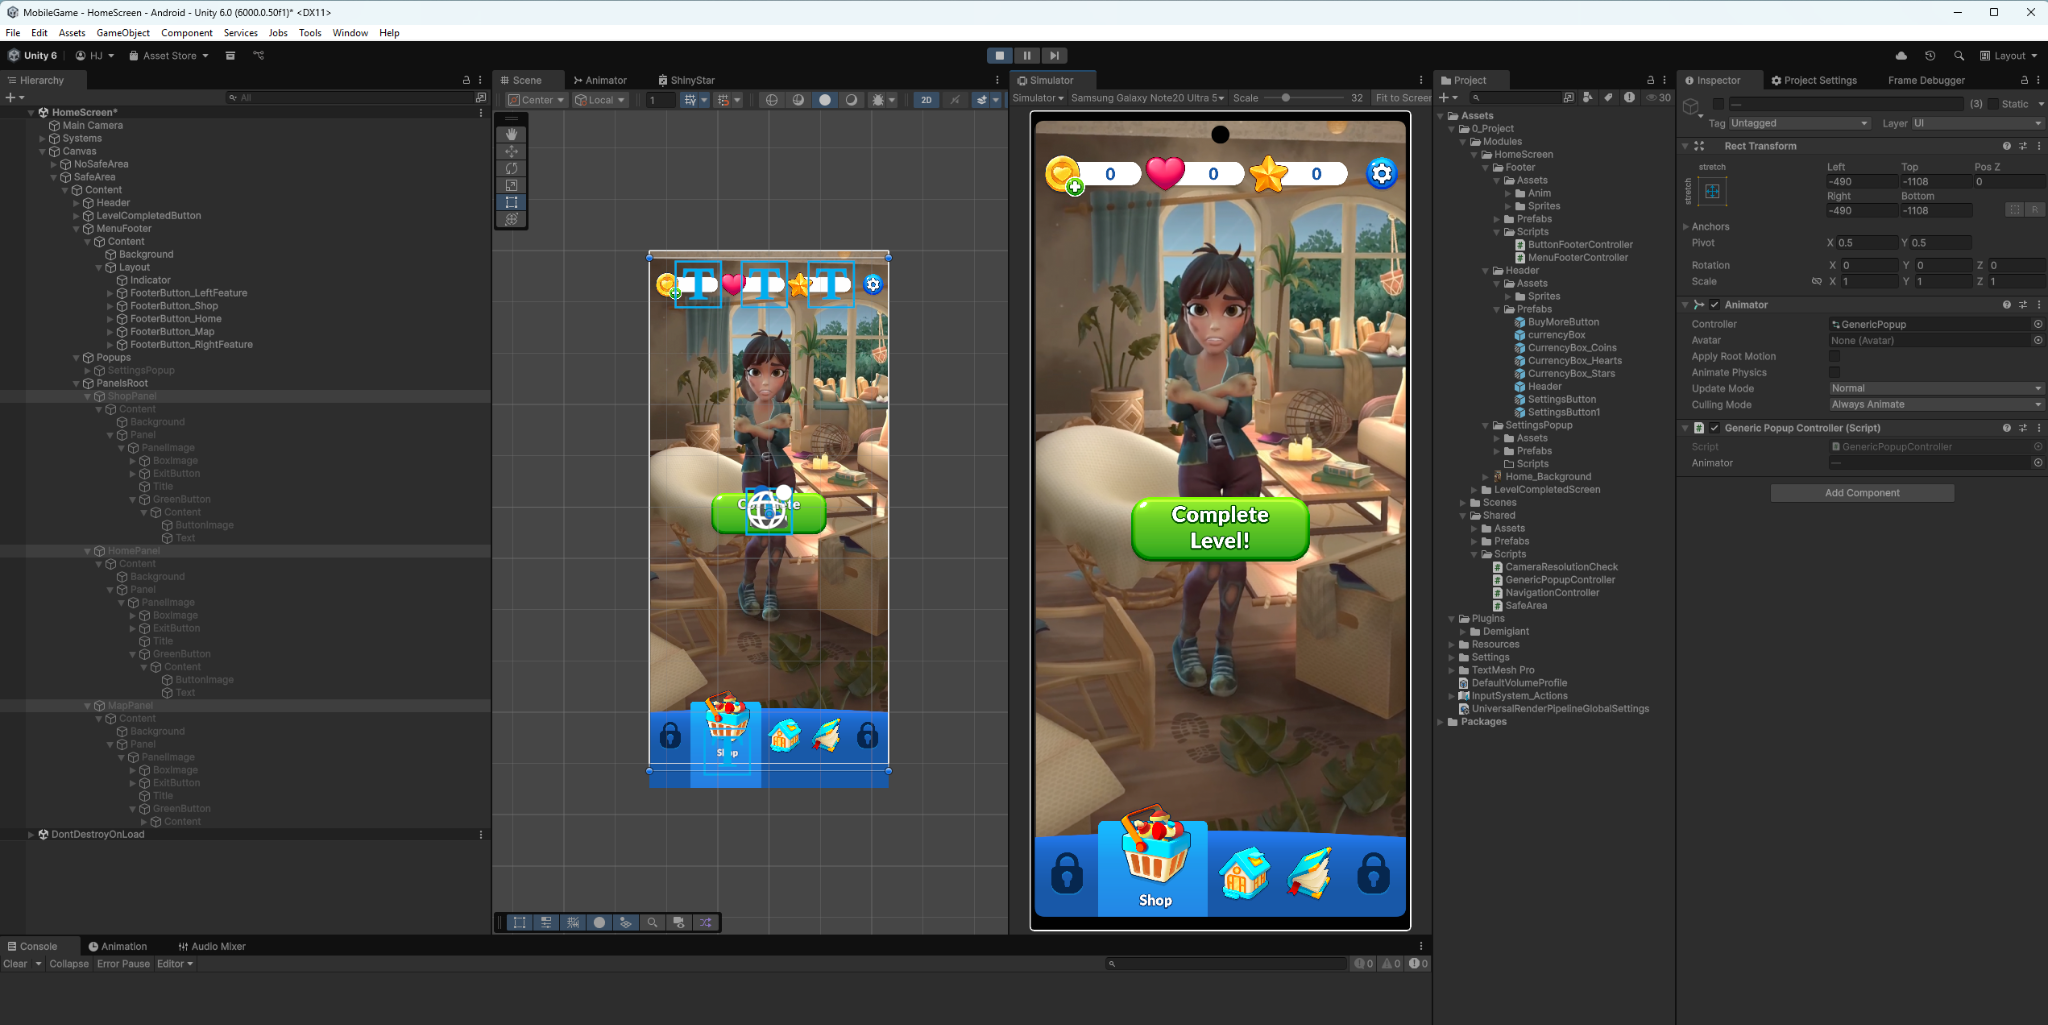 MobileGame - HomeScreen - Android - Unity 6.0 (6000.0.50f1)* <DX11>
File Edit Assets GameObject Component Services Jobs Tools Window Help
Unity 6 HJ Asset Store Layout
Hierarchy
All
HomeScreen*
Main Camera
Systems
Canvas
NoSafeArea
SafeArea
Content
Header
LevelCompletedButton
MenuFooter
Content
Background
Layout
Indicator
FooterButton_LeftFeature
FooterButton_Shop
FooterButton_Home
FooterButton_Map
FooterButton_RightFeature
Popups
SettingsPopup
PanelsRoot
ShopPanel
Content
Background
Panel
PanelImage
BoxImage
ExitButton
Title
GreenButton
Content
ButtonImage
Text
HomePanel
Content
Background
Panel
PanelImage
BoxImage
ExitButton
Title
GreenButton
Content
ButtonImage
Text
MapPanel
Content
Background
Panel
PanelImage
BoxImage
ExitButton
Title
GreenButton
Content
DontDestroyOnLoad
Scene Animator ShinyStar
Center Local 1 2D
Shop
Simulator
Simulator Samsung Galaxy Note20 Ultra 5 Scale 32 Fit to Screen
0 0 0
Complete
Level!
Shop
Project
30
Assets
0_Project
Modules
HomeScreen
Footer
Assets
Anim
Sprites
Prefabs
Scripts
ButtonFooterController
MenuFooterController
Header
Assets
Sprites
Prefabs
BuyMoreButton
currencyBox
CurrencyBox_Coins
CurrencyBox_Hearts
CurrencyBox_Stars
Header
SettingsButton
SettingsButton1
SettingsPopup
Assets
Prefabs
Scripts
Home_Background
LevelCompletedScreen
Scenes
Shared
Assets
Prefabs
Scripts
CameraResolutionCheck
GenericPopupController
NavigationController
SafeArea
Plugins
Demigiant
Resources
Settings
TextMesh Pro
DefaultVolumeProfile
InputSystem_Actions
UniversalRenderPipelineGlobalSettings
Packages
Inspector Project Settings Frame Debugger
— (3) Static
Tag Untagged Layer UI
Rect Transform
stretch Left Top Pos Z
stretch -490 -1108 0
Right Bottom
-490 -1108 R
Anchors
Pivot X 0.5 Y 0.5
Rotation X 0 Y 0 Z 0
Scale X 1 Y 1 Z 1
Animator
Controller GenericPopup
Avatar None (Avatar)
Apply Root Motion
Animate Physics
Update Mode Normal
Culling Mode Always Animate
Generic Popup Controller (Script)
Script GenericPopupController
Animator —
Add Component
Console Animation Audio Mixer
Clear Collapse Error Pause Editor 0 0 0